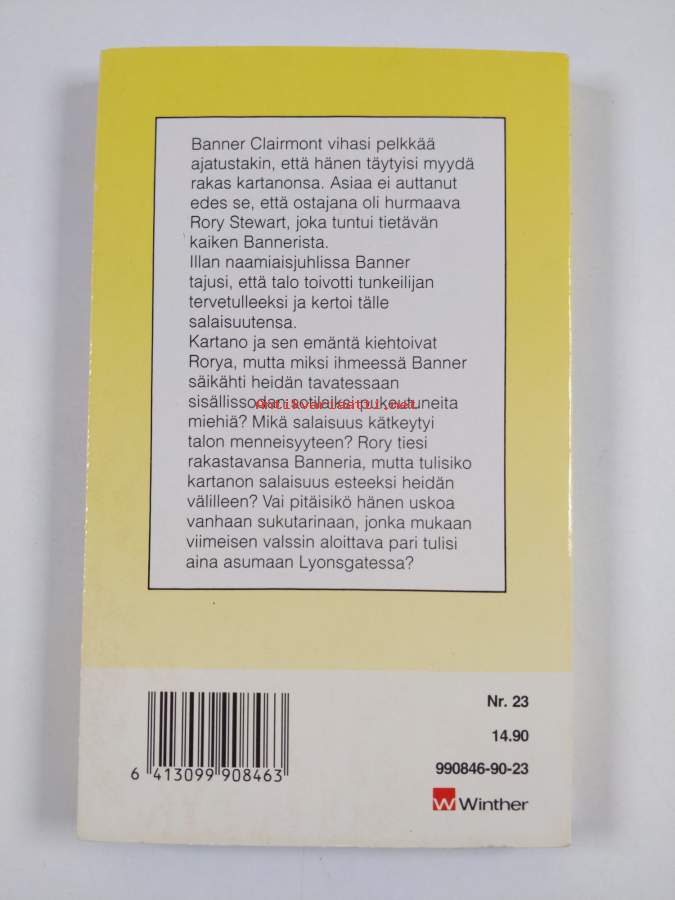 Banner Clairmont vihasi pelkkää
ajatustakin, että hänen täytyisi myydä
rakas kartanonsa. Asiaa ei auttanut
edes se, että ostajana oli hurmaava
Rory Stewart, joka tuntui tietävän
kaiken Bannerista.
Illan naamiaisjuhlissa Banner
tajusi, että talo toivotti tunkeilijan
tervetulleeksi ja kertoi tälle
salaisuutensa.
Kartano ja sen emäntä kiehtoivat
Rorya, mutta miksi ihmeessä Banner
säikähti heidän tavatessaan
sisällissodan sotilaiksi pukeutuneita
Antikvariaatti.net
miehiä? Mikä salaisuus kätkeytyi
talon menneisyyteen? Rory tiesi
rakastavansa Banneria, mutta tulisiko
kartanon salaisuus esteeksi heidän
välilleen? Vai pitäisikö hänen uskoa
vanhaan sukutarinaan, jonka mukaan
viimeisen valssin aloittava pari tulisi
aina asumaan Lyonsgatessa?
Nr. 23
14.90
990846-90-23
W Winther
6 413099 908463